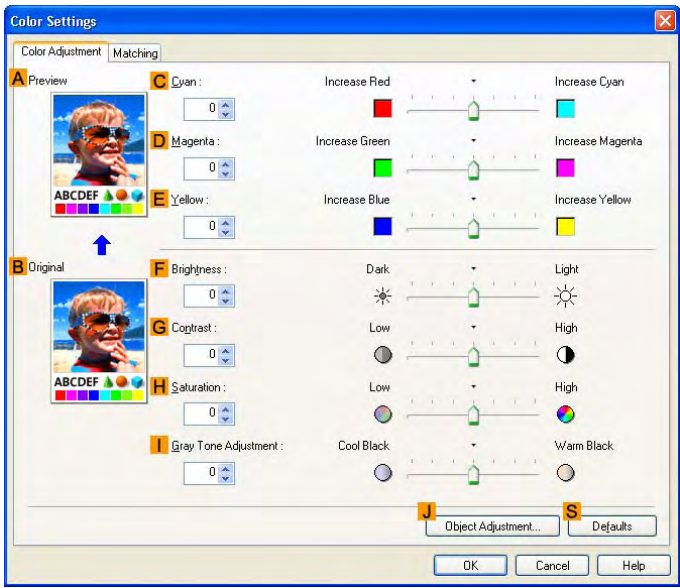 Color Settings
Color Adjustment Matching
A Preview
C Cyan : Increase Red Increase Cyan
0
D Magenta : Increase Green Increase Magenta
0
ABCDEF
E Yellow : Increase Blue Increase Yellow
0
B Original
F Brightness : Dark Light
0
G Contrast : Low High
0
ABCDEF
H Saturation : Low High
0
I Gray Tone Adjustment : Cool Black Warm Black
0
J Object Adjustment... S Defaults
OK Cancel Help